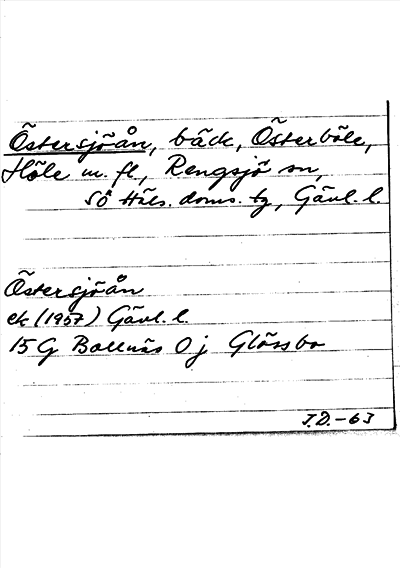 Östersjöån, bäck, Österböle,
Höle m. fl., Rengsjö sn,
Sö Häls. doms. tg, Gävl. l.
Östersjöån
ek (1957) Gävl. l.
15 G Bollnäs 0 j Glössbo
J.D.-63